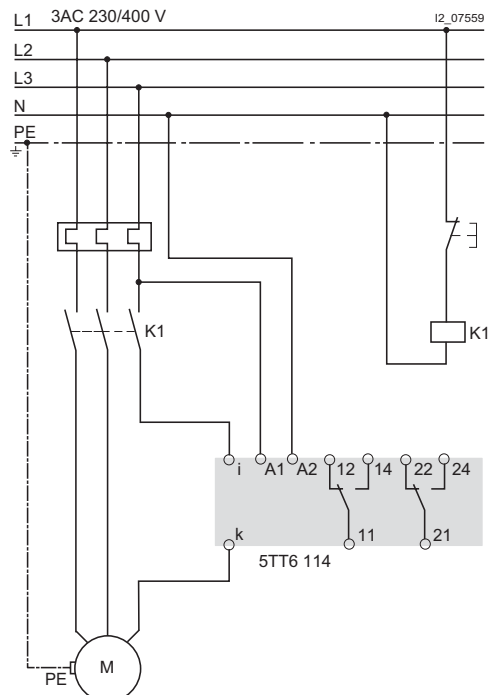 L1 3AC 230/400 V I2_07559
L2
L3
N
PE
K1
K1
i A1 A2 12 14 22 24
k 11 21
5TT6 114
M
PE